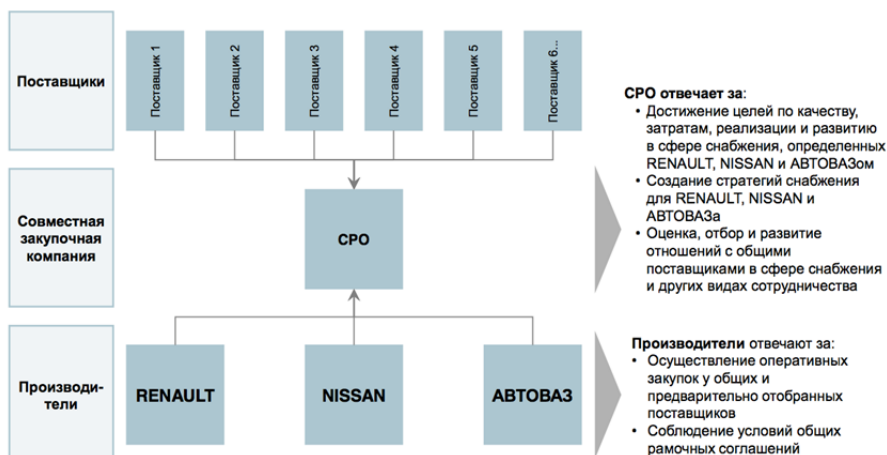 Поставщики
Поставщик 1
Поставщик 2
Поставщик 3
Поставщик 4
Поставщик 5
Поставщик 6...
Совместная
закупочная
компания
CPO
CPO отвечает за:
• Достижение целей по качеству,
затратам, реализации и развитию
в сфере снабжения, определенных
RENAULT, NISSAN и АВТОВАЗом
• Создание стратегий снабжения
для RENAULT, NISSAN и
АВТОВАЗа
• Оценка, отбор и развитие
отношений с общими
поставщиками в сфере снабжения
и других видах сотрудничества
Производи-
тели
RENAULT
NISSAN
АВТОВАЗ
Производители отвечают за:
• Осуществление оперативных
закупок у общих и
предварительно отобранных
поставщиков
• Соблюдение условий общих
рамочных соглашений